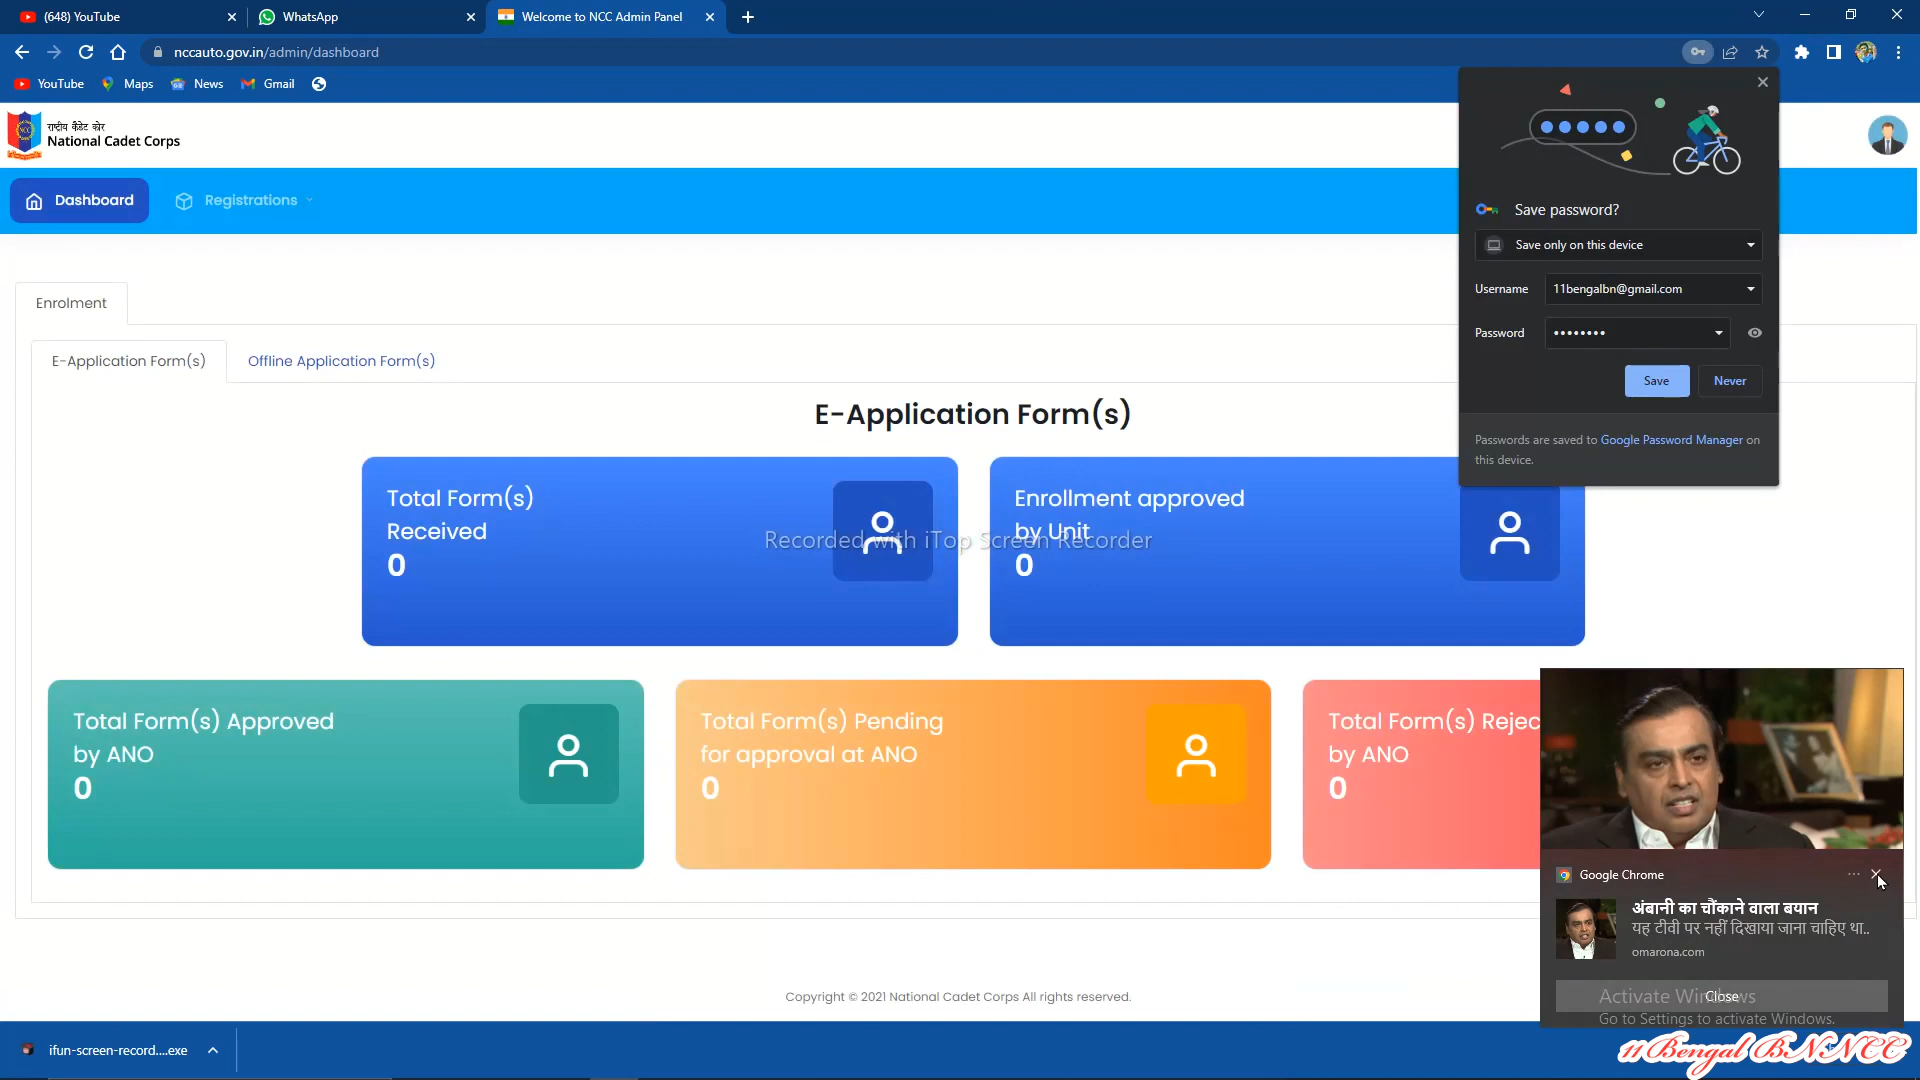 (648) YouTube
WhatsApp
Welcome to NCC Admin Panel
nccauto.gov.in/admin/dashboard
YouTube
Maps
News
Gmail
राष्ट्रीय कैडेट कोर
National Cadet Corps
NCC
Dashboard
Registrations
Enrolment
E-Application Form(s)
Offline Application Form(s)
E-Application Form(s)
Total Form(s)
Received
0
Enrollment approved
by Unit
0
Recorded with iTop Screen Recorder
Total Form(s) Approved
by ANO
0
Total Form(s) Pending
for approval at ANO
0
Total Form(s) Rejec
by ANO
0
Save password?
Save only on this device
Username
11bengalbn@gmail.com
Password
••••••••
Save
Never
Passwords are saved to Google Password Manager on
this device.
Google Chrome
अंबानी का चौंकाने वाला बयान
यह टीवी पर नहीं दिखाया जाना चाहिए था..
omarona.com
Close
Activate Windows
Go to Settings to activate Windows.
Copyright © 2021 National Cadet Corps All rights reserved.
ifun-screen-record....exe
11 Bengal BN NCC